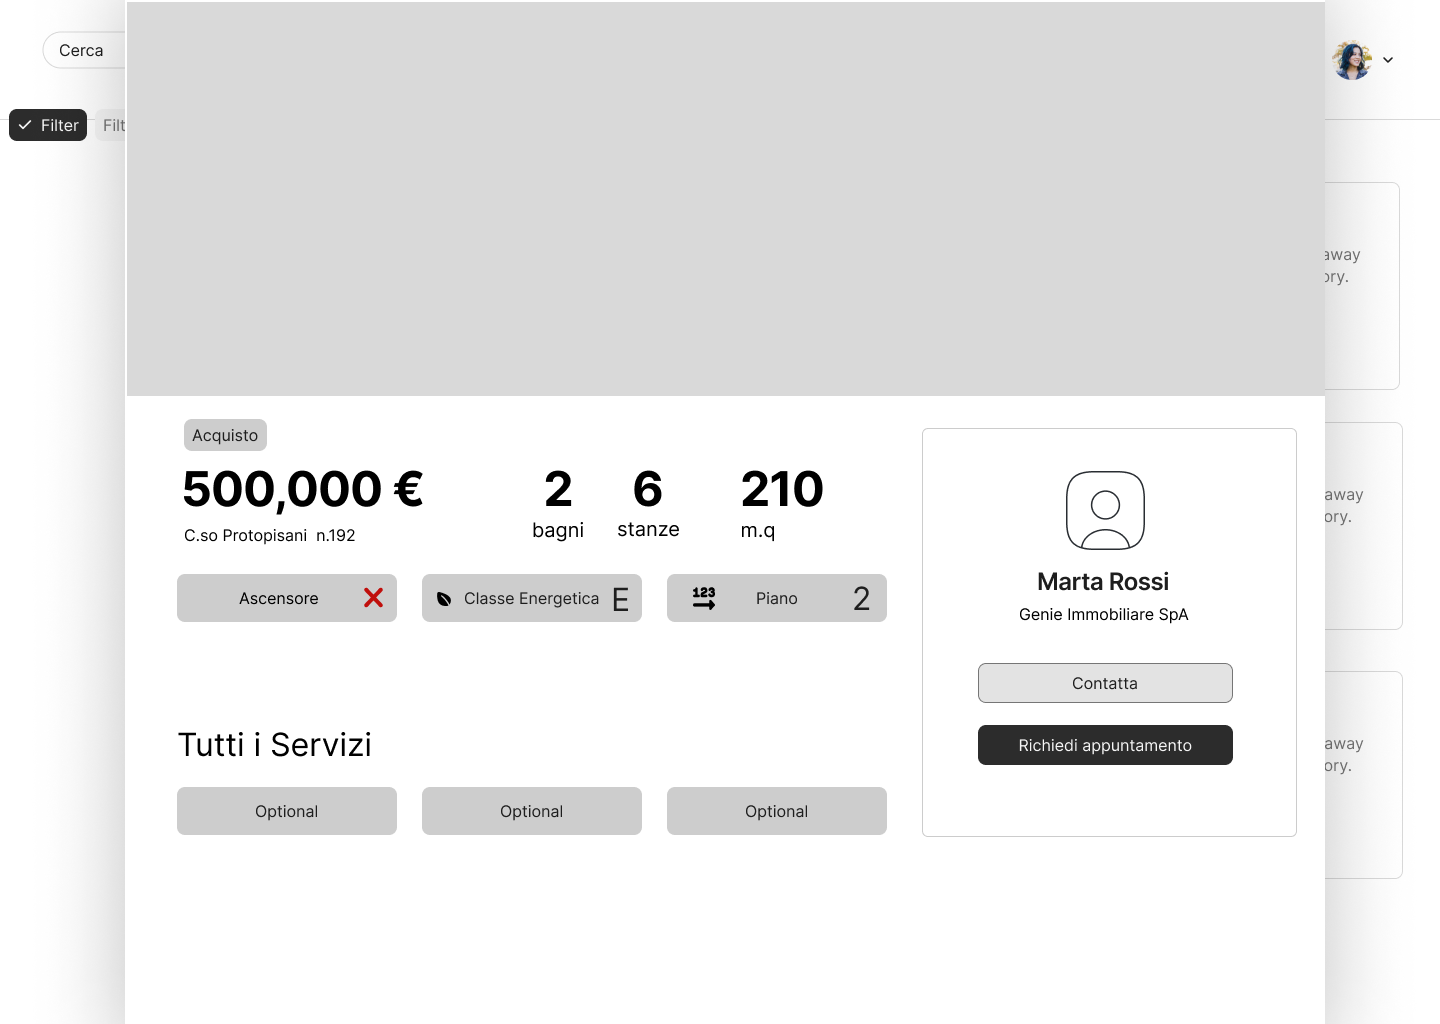 Cerca
Filter
Filt
away
ory.
Acquisto
500,000 €
C.so Protopisani n.192
2
bagni
6
stanze
210
m.q
Ascensore
Classe Energetica E
123
Piano 2
Marta Rossi
Genie Immobiliare SpA
Contatta
Richiedi appuntamento
away
ory.
Tutti i Servizi
Optional
Optional
Optional
away
ory.